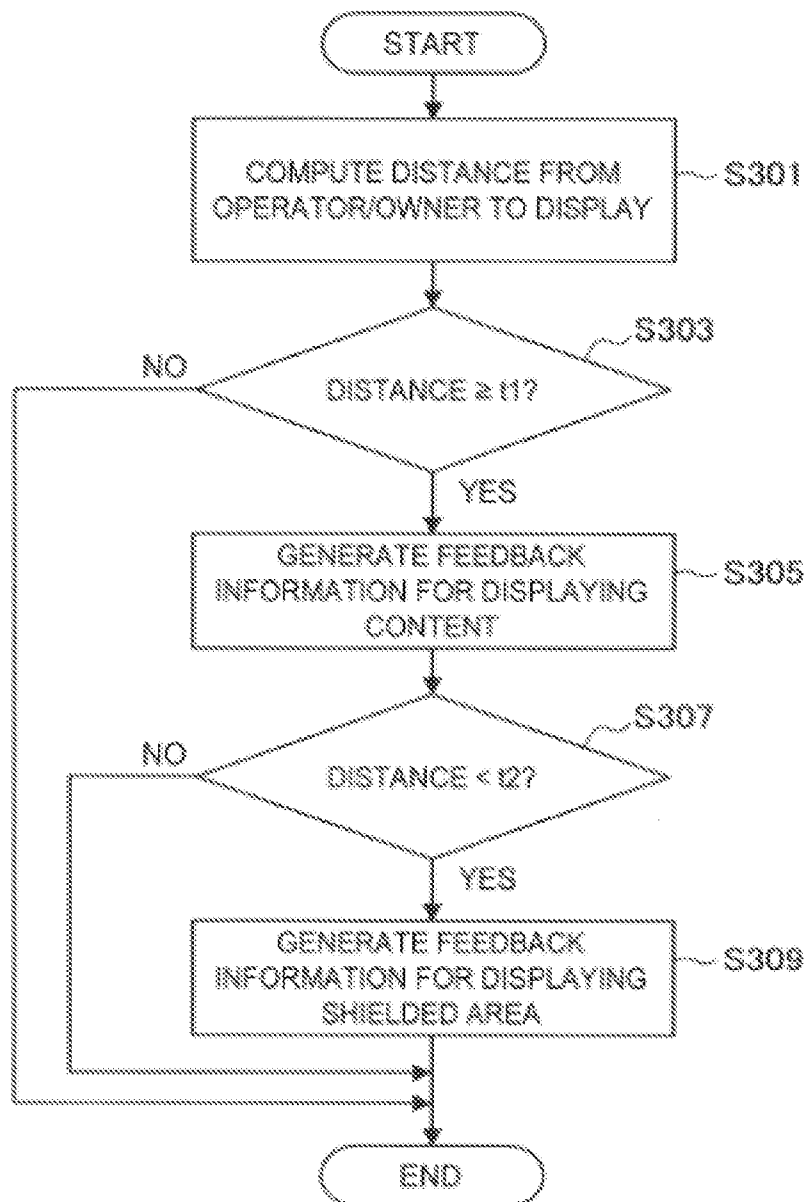 START
COMPUTE DISTANCE FROM
OPERATOR/OWNER TO DISPLAY
S301
S303
NO
DISTANCE ≥ t1?
YES
GENERATE FEEDBACK
INFORMATION FOR DISPLAYING
CONTENT
S305
S307
NO
DISTANCE < t2?
YES
GENERATE FEEDBACK
INFORMATION FOR DISPLAYING
SHIELDED AREA
S309
END